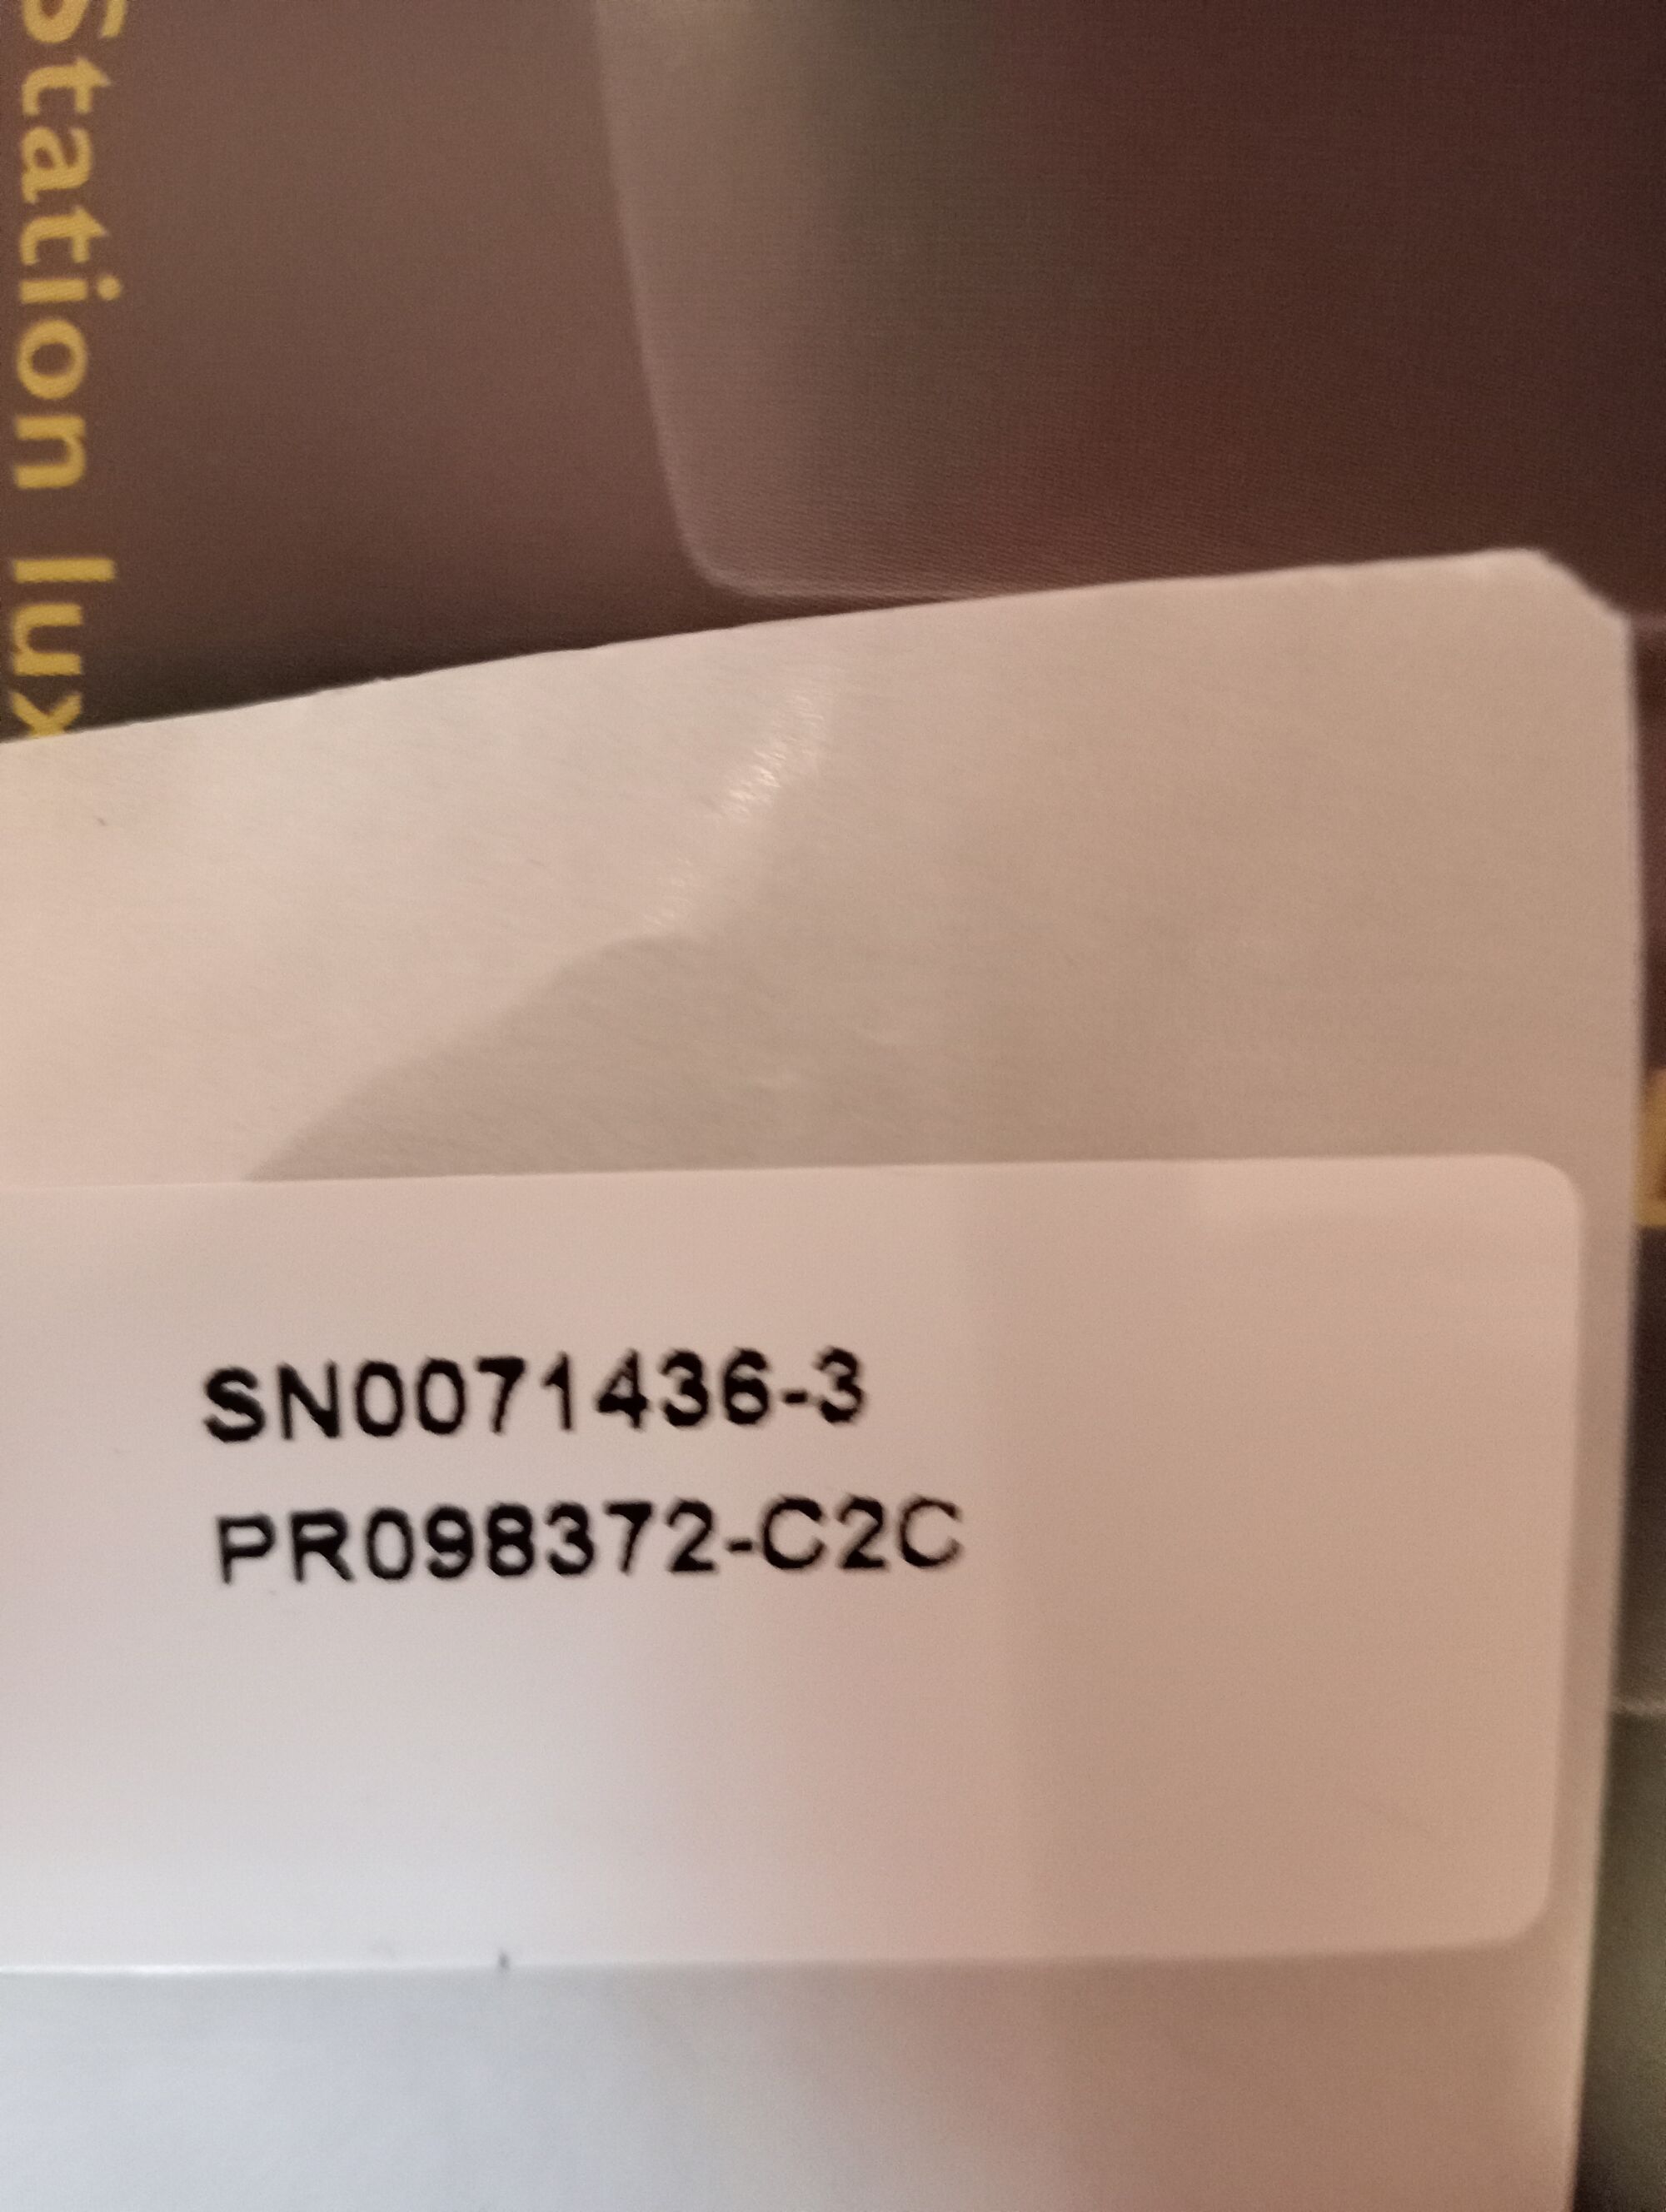 Station lux
SN0071436-3
PR098372-C2C